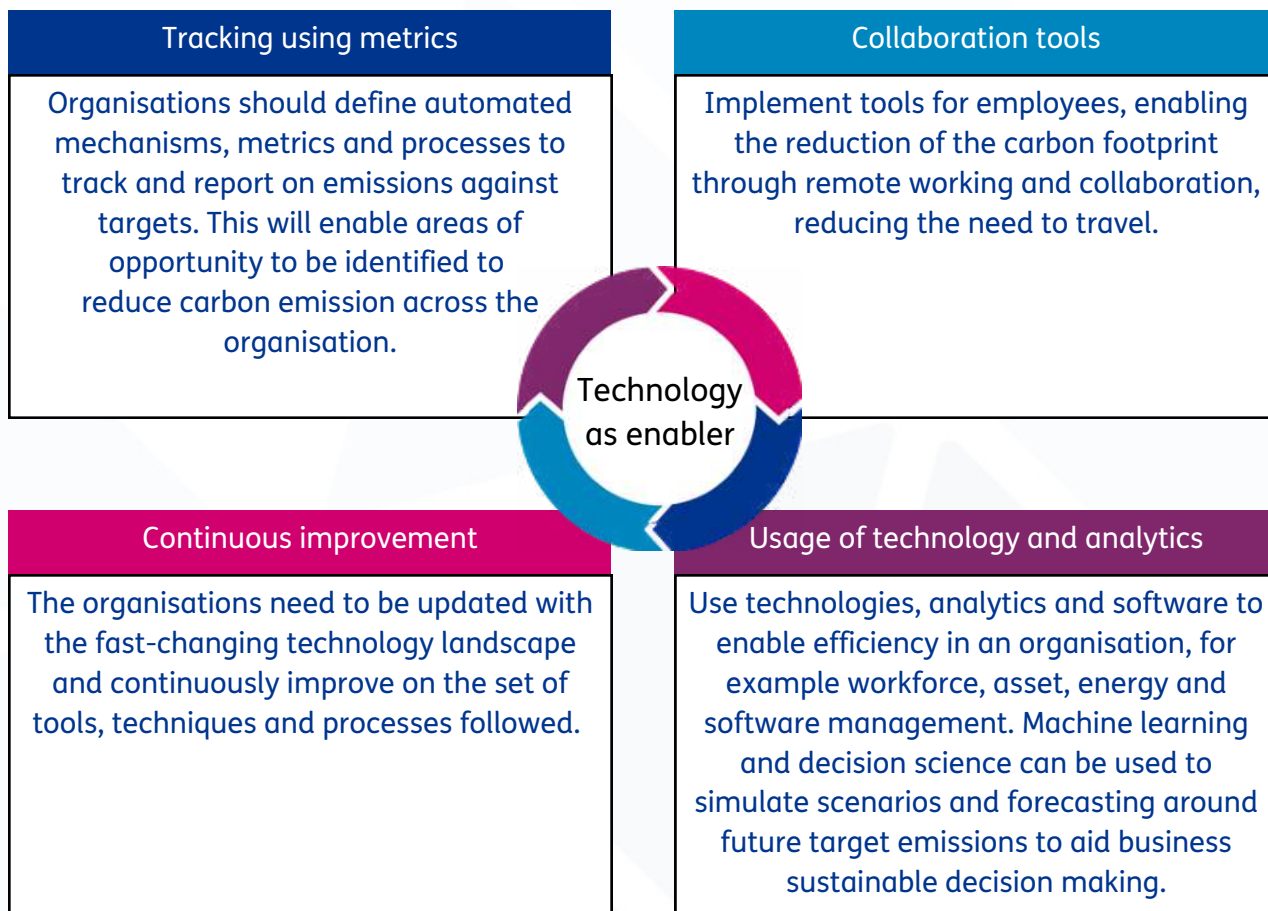 Tracking using metrics
Organisations should define automated
mechanisms, metrics and processes to
track and report on emissions against
targets. This will enable areas of
opportunity to be identified to
reduce carbon emission across the
organisation.
Collaboration tools
Implement tools for employees, enabling
the reduction of the carbon footprint
through remote working and collaboration,
reducing the need to travel.
Technology
as enabler
Continuous improvement
The organisations need to be updated with
the fast-changing technology landscape
and continuously improve on the set of
tools, techniques and processes followed.
Usage of technology and analytics
Use technologies, analytics and software to
enable efficiency in an organisation, for
example workforce, asset, energy and
software management. Machine learning
and decision science can be used to
simulate scenarios and forecasting around
future target emissions to aid business
sustainable decision making.